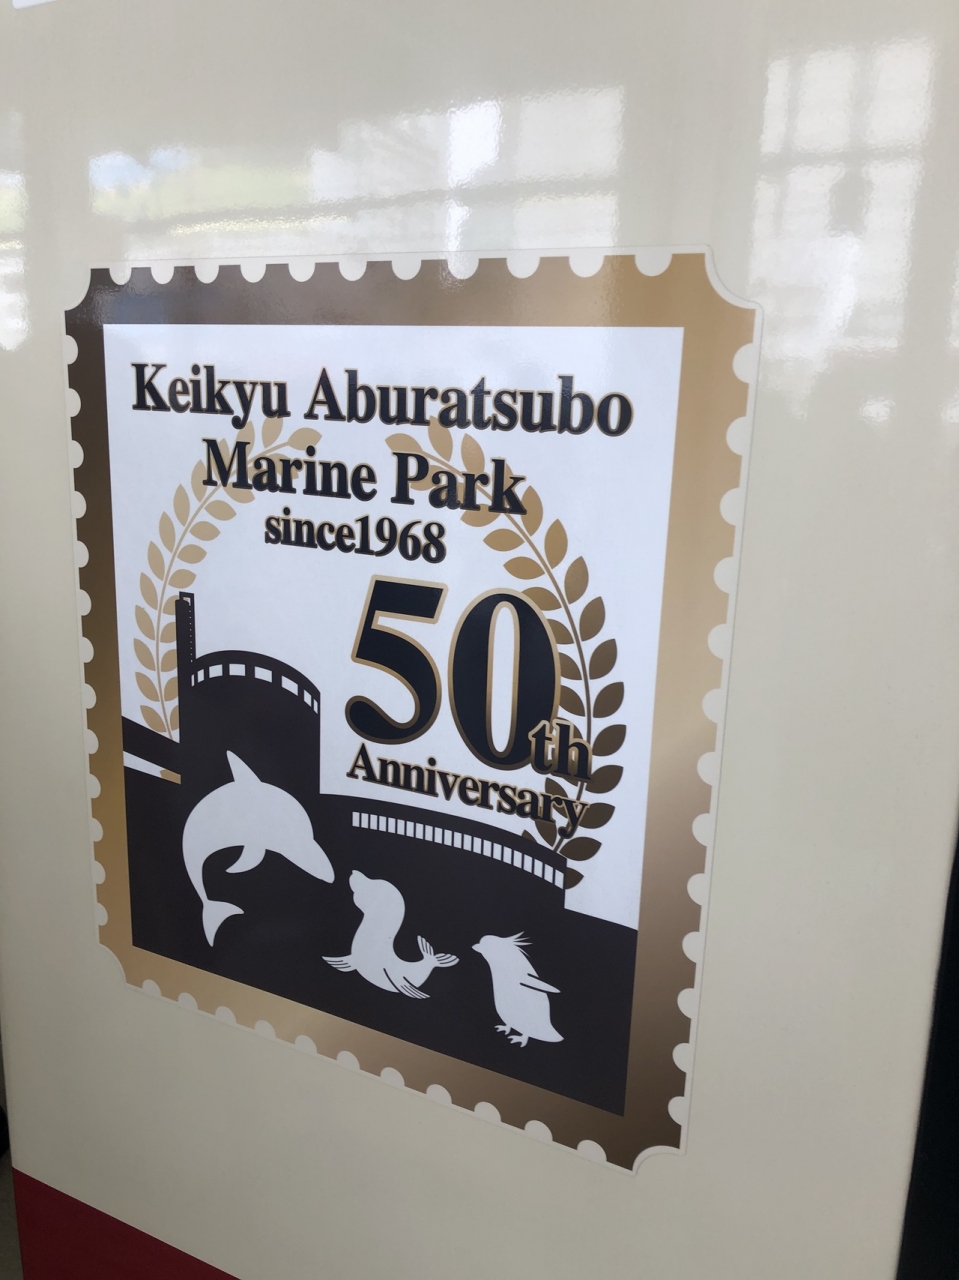 Keikyu Aburatsubo
Marine Park
since1968
50th
Anniversary